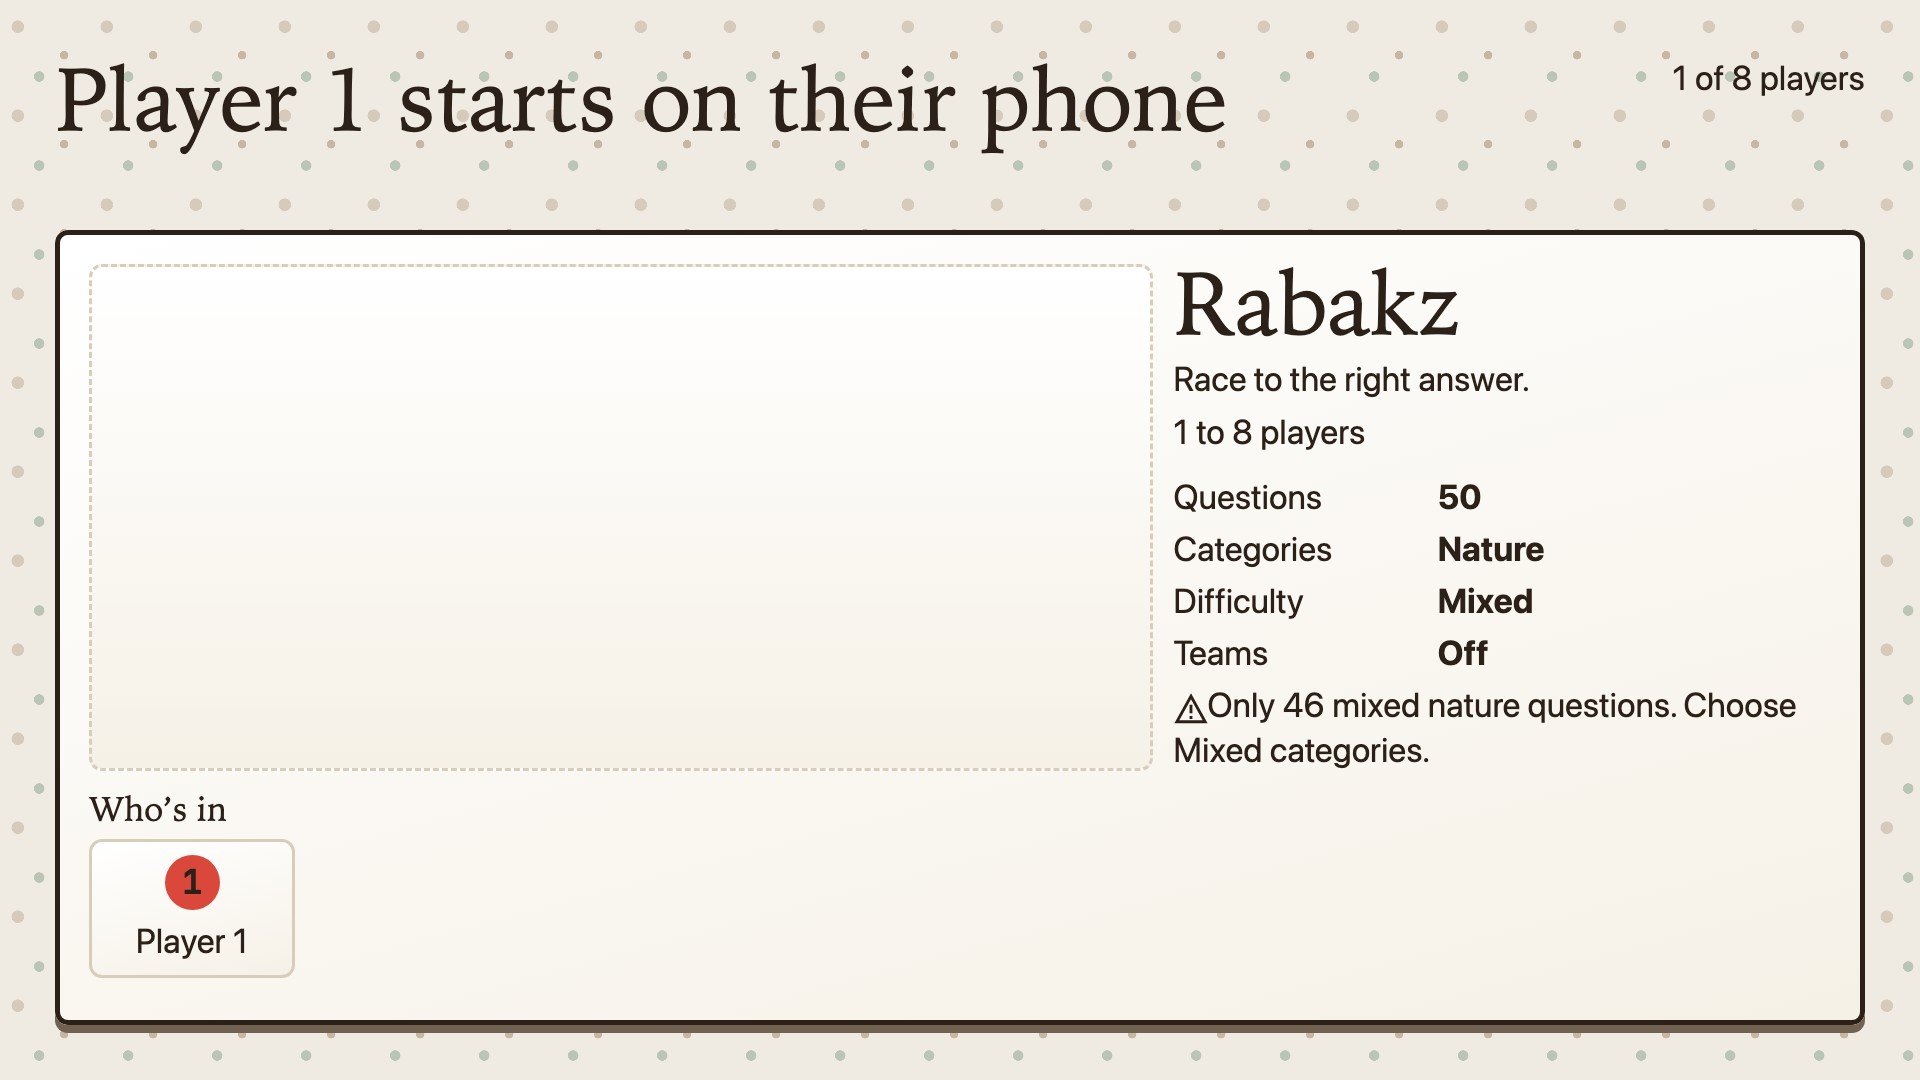 Player 1 starts on their phone
1 of 8 players
Rabakz
Race to the right answer.
1 to 8 players
Questions 50
Categories Nature
Difficulty Mixed
Teams Off
⚠Only 46 mixed nature questions. Choose
Mixed categories.
Who’s in
1
Player 1